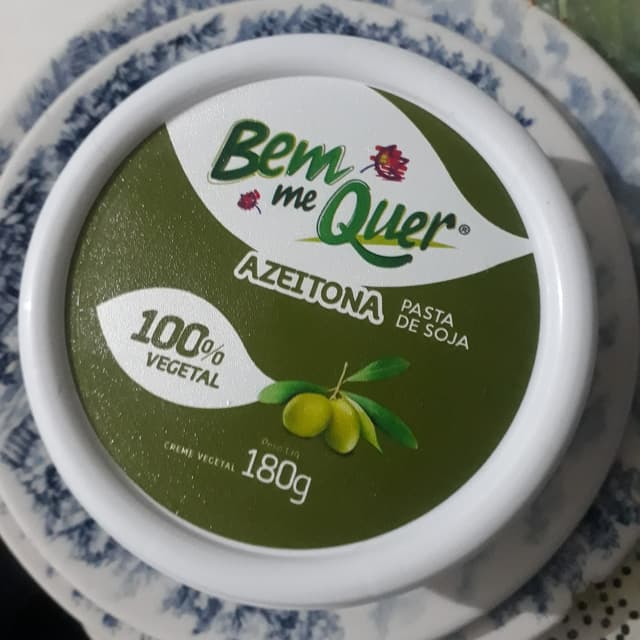 Bem
me
Quer®
AZEITONA
PASTA
DE SOJA
100%
VEGETAL
CREME VEGETAL
180g